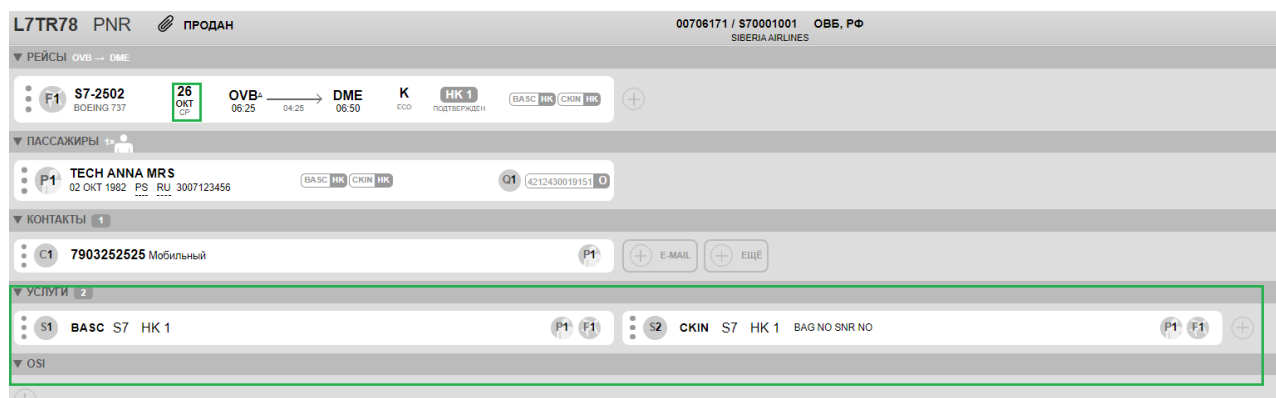 L7TR78 PNR ПРОДАН 00706171 / S70001001 ОВБ, РФ
SIBERIA AIRLINES
РЕЙСЫ OVB → DME
F1 S7-2502 26 OVB DME K HK 1 BASC HK CKIN HK
BOEING 737 ОКТ 06:25 04:25 06:50 ECO ПОДТВЕРЖДЕН
СР
ПАССАЖИРЫ 1×
P1 TECH ANNA MRS BASC HK CKIN HK Q1 4212430019151 O
02 ОКТ 1982 PS RU 3007123456
КОНТАКТЫ 1
C1 7903252525 Мобильный P1 E-MAIL ЕЩЁ
УСЛУГИ 2
S1 BASC S7 HK 1 P1 F1 S2 CKIN S7 HK 1 BAG NO SNR NO P1 F1
OSI